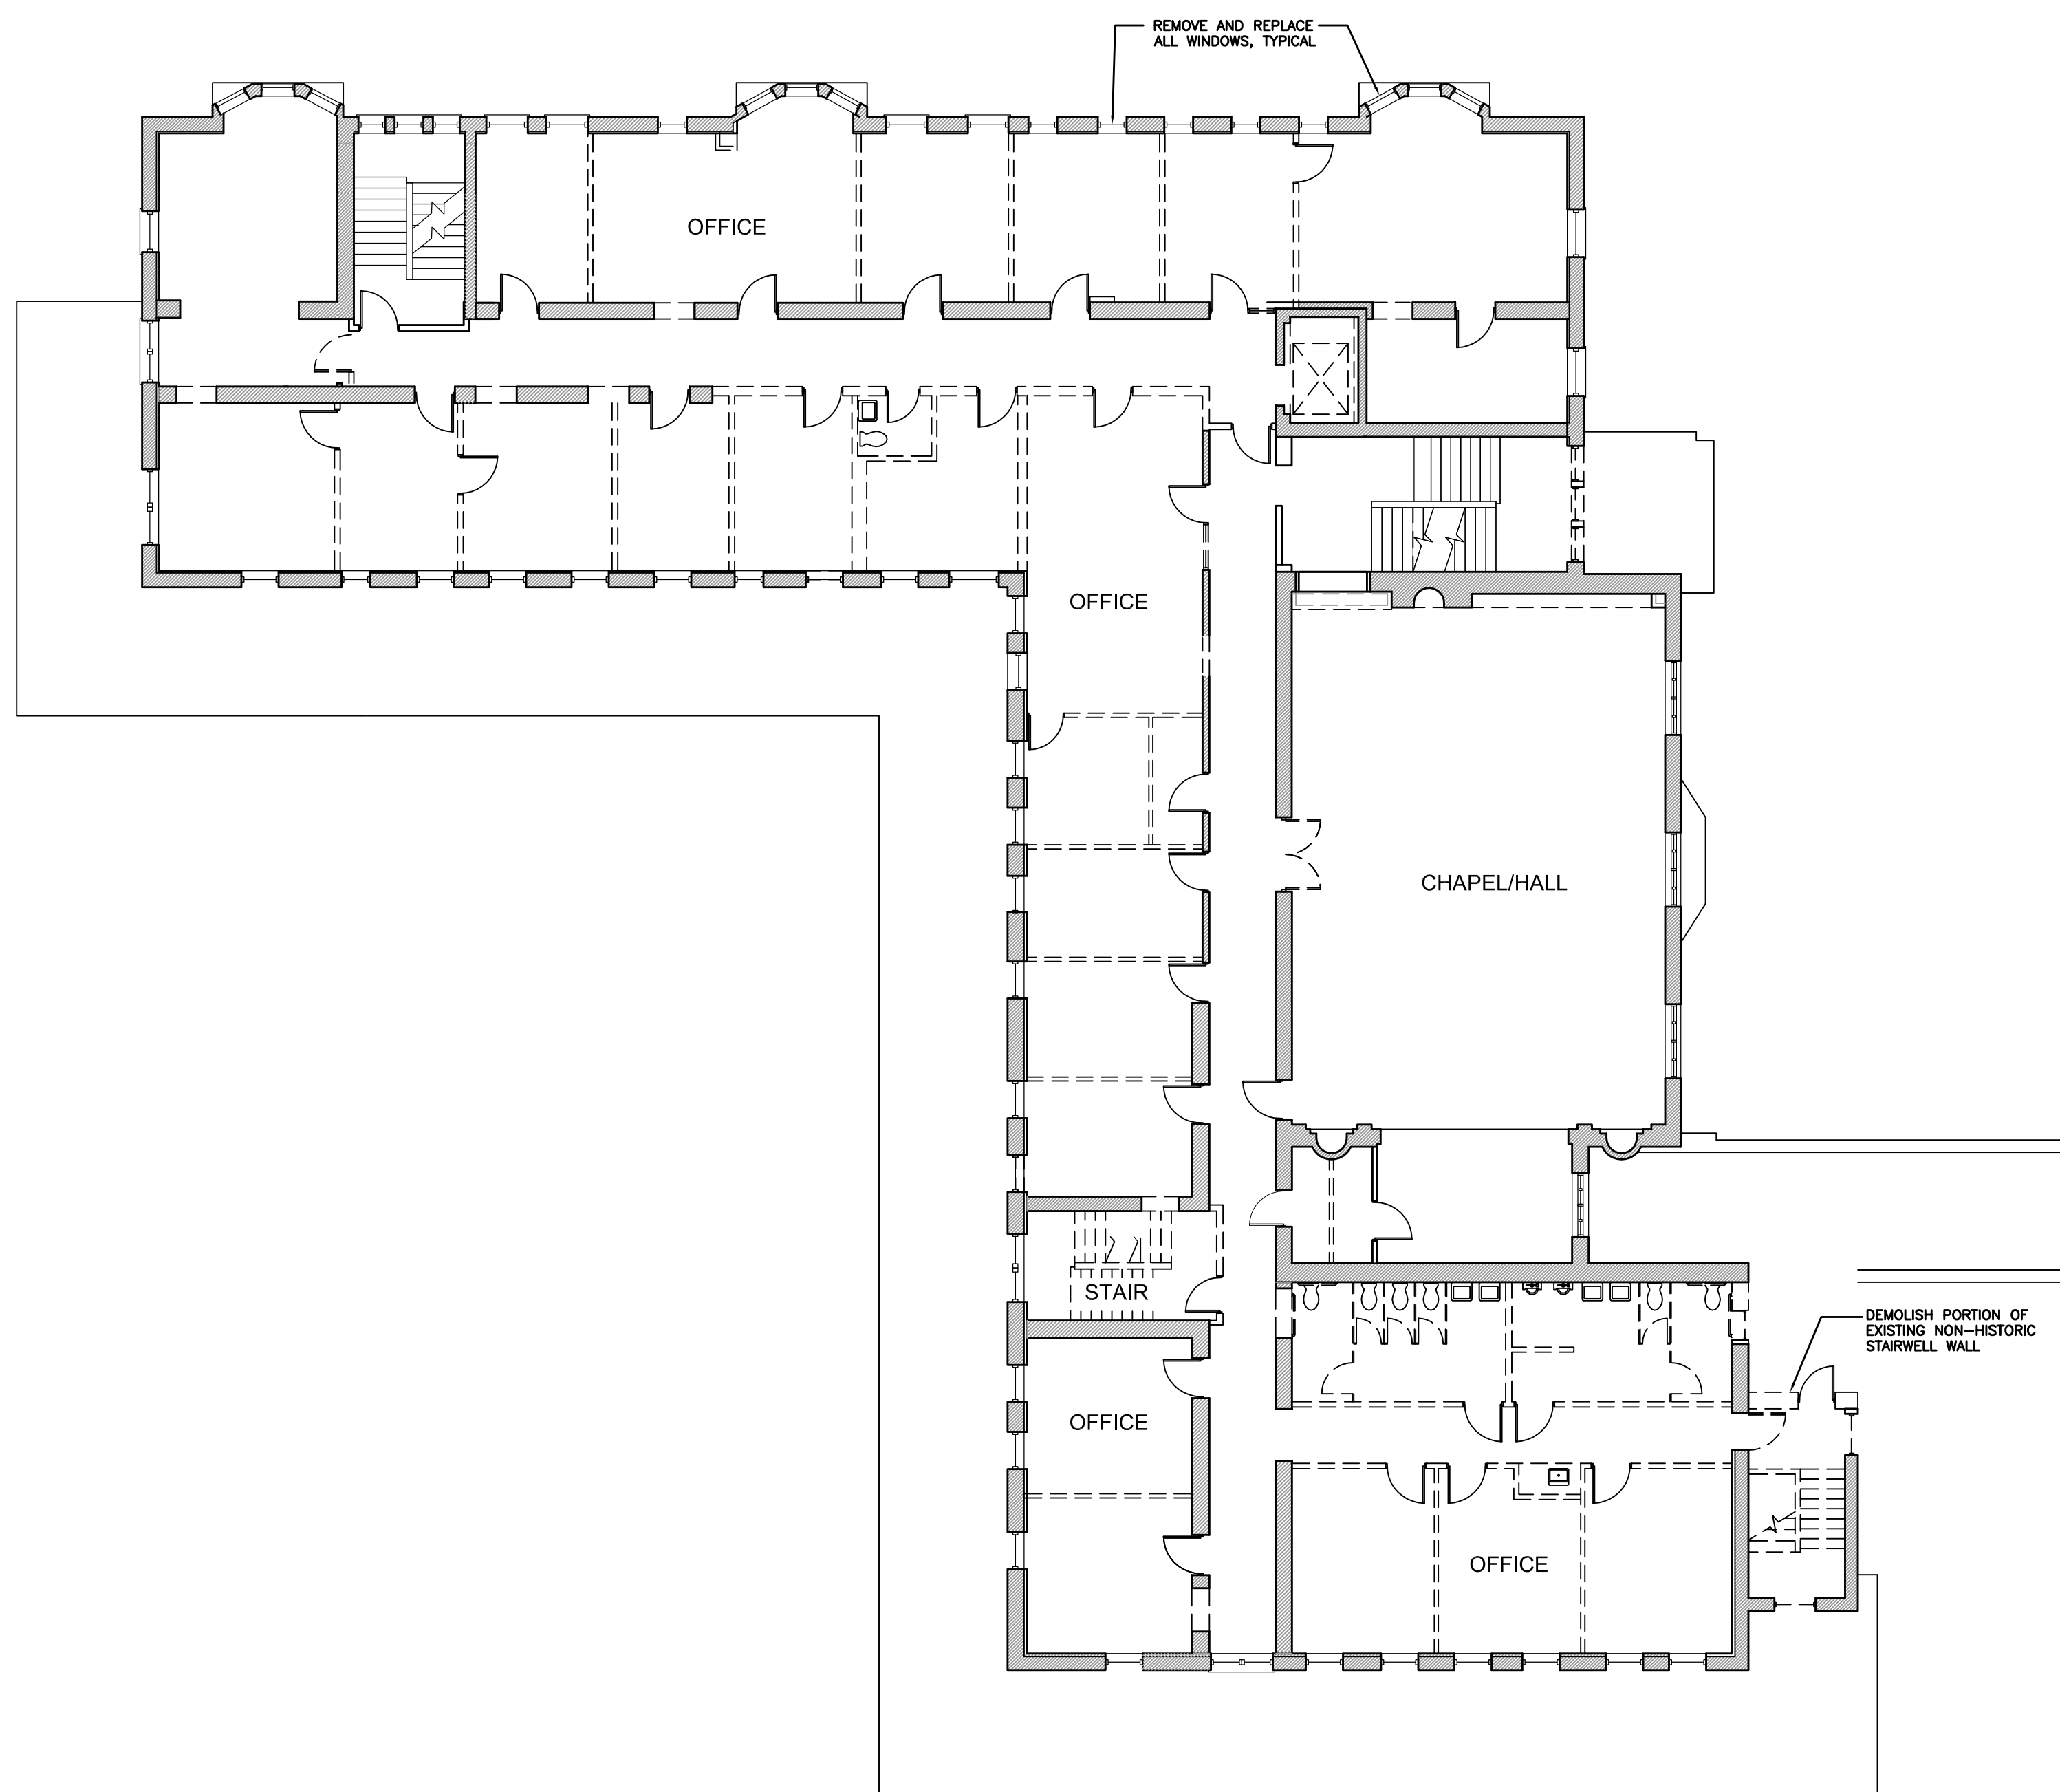 REMOVE AND REPLACE
ALL WINDOWS, TYPICAL
OFFICE
OFFICE
CHAPEL/HALL
STAIR
DEMOLISH PORTION OF
EXISTING NON-HISTORIC
STAIRWELL WALL
OFFICE
OFFICE